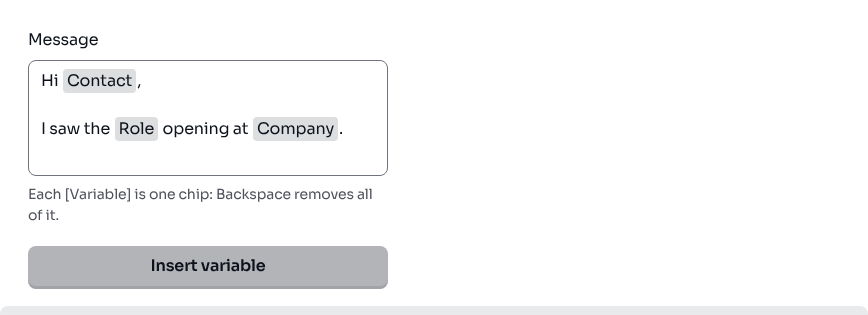 Message
Hi Contact,
I saw the Role opening at Company.
Each [Variable] is one chip: Backspace removes all
of it.
Insert variable